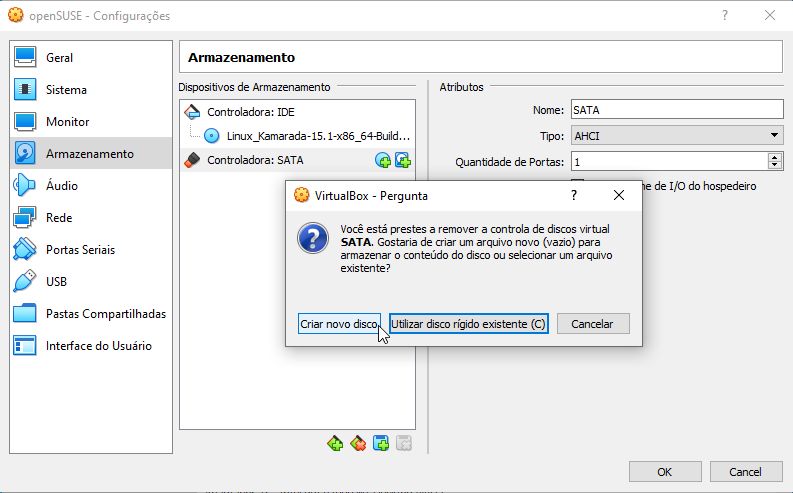 openSUSE - Configurações
Geral
Sistema
Monitor
Armazenamento
Áudio
Rede
Portas Seriais
USB
Pastas Compartilhadas
Interface do Usuário
Armazenamento
Dispositivos de Armazenamento
Controladora: IDE
Linux_Kamarada-15.1-x86_64-Build...
Controladora: SATA
Atributos
Nome: SATA
Tipo: AHCI
Quantidade de Portas: 1
de I/O do hospedeiro
VirtualBox - Pergunta
Você está prestes a remover a controla de discos virtual
SATA. Gostaria de criar um arquivo novo (vazio) para
armazenar o conteúdo do disco ou selecionar um arquivo
existente?
Criar novo disco
Utilizar disco rígido existente (C)
Cancelar
OK
Cancel